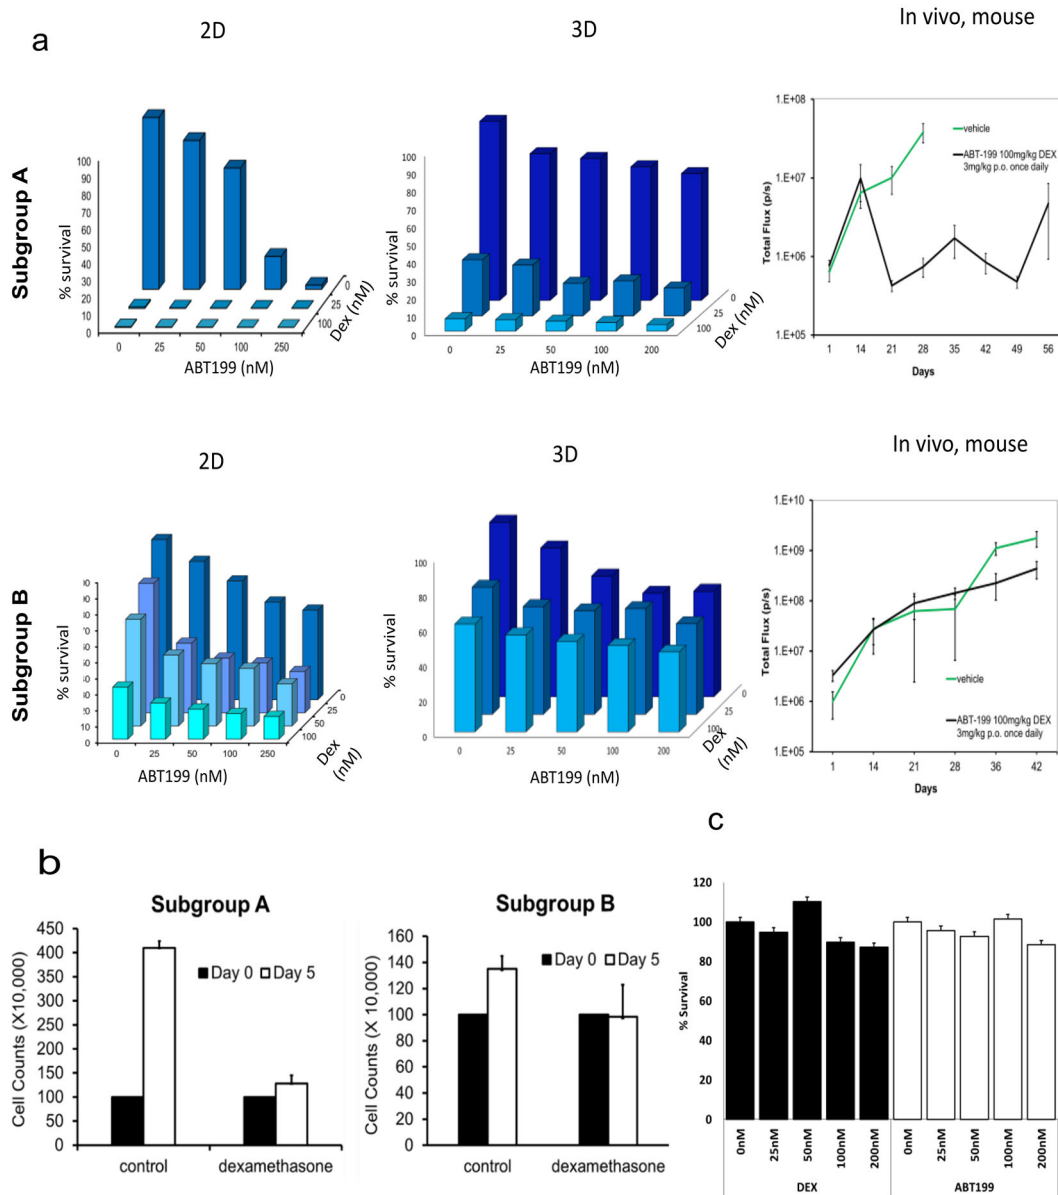 a
2D
3D
In vivo, mouse
Subgroup A
% survival
100
90
80
70
60
50
40
30
20
10
0
0
25
50
100
250
ABT199 (nM)
0
25
100
Dex (nM)
% survival
100
90
80
70
60
50
40
30
20
10
0
0
25
50
100
200
ABT199 (nM)
0
25
100
Dex (nM)
Total Flux (p/s)
1.E+08
1.E+07
1.E+06
1.E+05
vehicle
ABT-199 100mg/kg DEX
3mg/kg p.o. once daily
1 14 21 28 35 42 49 56
Days
2D
3D
In vivo, mouse
Subgroup B
% survival
90
80
70
60
50
40
30
20
10
0
0
25
50
100
200
ABT199 (nM)
0
25
50
100
Dex
(nM)
% survival
100
80
60
40
20
0
0
25
50
100
200
ABT199 (nM)
0
25
100
Dex
(nM)
Total Flux (p/s)
1.E+10
1.E+09
1.E+08
1.E+07
1.E+06
1.E+05
vehicle
ABT-199 100mg/kg DEX
3mg/kg p.o. once daily
1 14 21 28 36 42
Days
b
Subgroup A
Cell Counts (X10,000)
450
400
350
300
250
200
150
100
50
0
Day 0 Day 5
control dexamethasone
Subgroup B
Cell Counts (X 10,000)
160
140
120
100
80
60
40
20
0
Day 0 Day 5
control dexamethasone
c
% Survival
120
100
80
60
40
20
0
0nM
25nM
50nM
100nM
200nM
0nM
25nM
50nM
100nM
200nM
DEX
ABT199